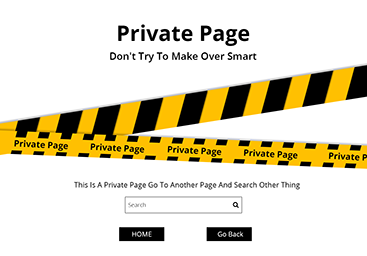 Private Page
Don't Try To Make Over Smart
Private Page Private Page Private Page Private Page Private P
This Is A Private Page Go To Another Page And Search Other Thing
Search
HOME Go Back